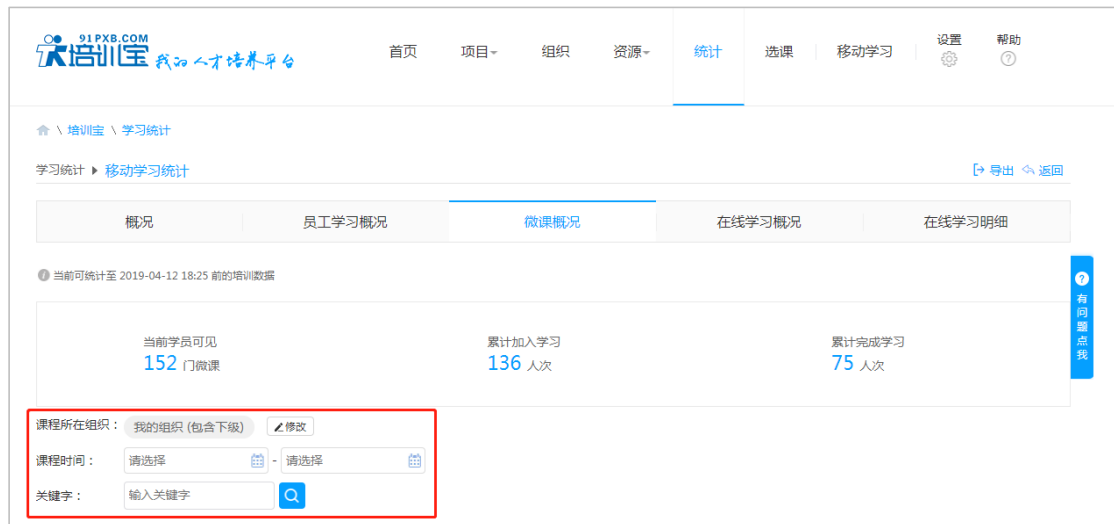 91PXB.COM
培训宝 我的人才培养平台
首页 项目 组织 资源 统计 选课 移动学习 设置 帮助
\ 培训宝 \ 学习统计
学习统计 移动学习统计 导出 返回
概况 员工学习概况 微课概况 在线学习概况 在线学习明细
当前可统计至 2019-04-12 18:25 前的培训数据
有问题点我
当前学员可见 累计加入学习 累计完成学习
152 门微课 136 人次 75 人次
课程所在组织： 我的组织 (包含下级) 修改
课程时间： 请选择 - 请选择
关键字： 输入关键字